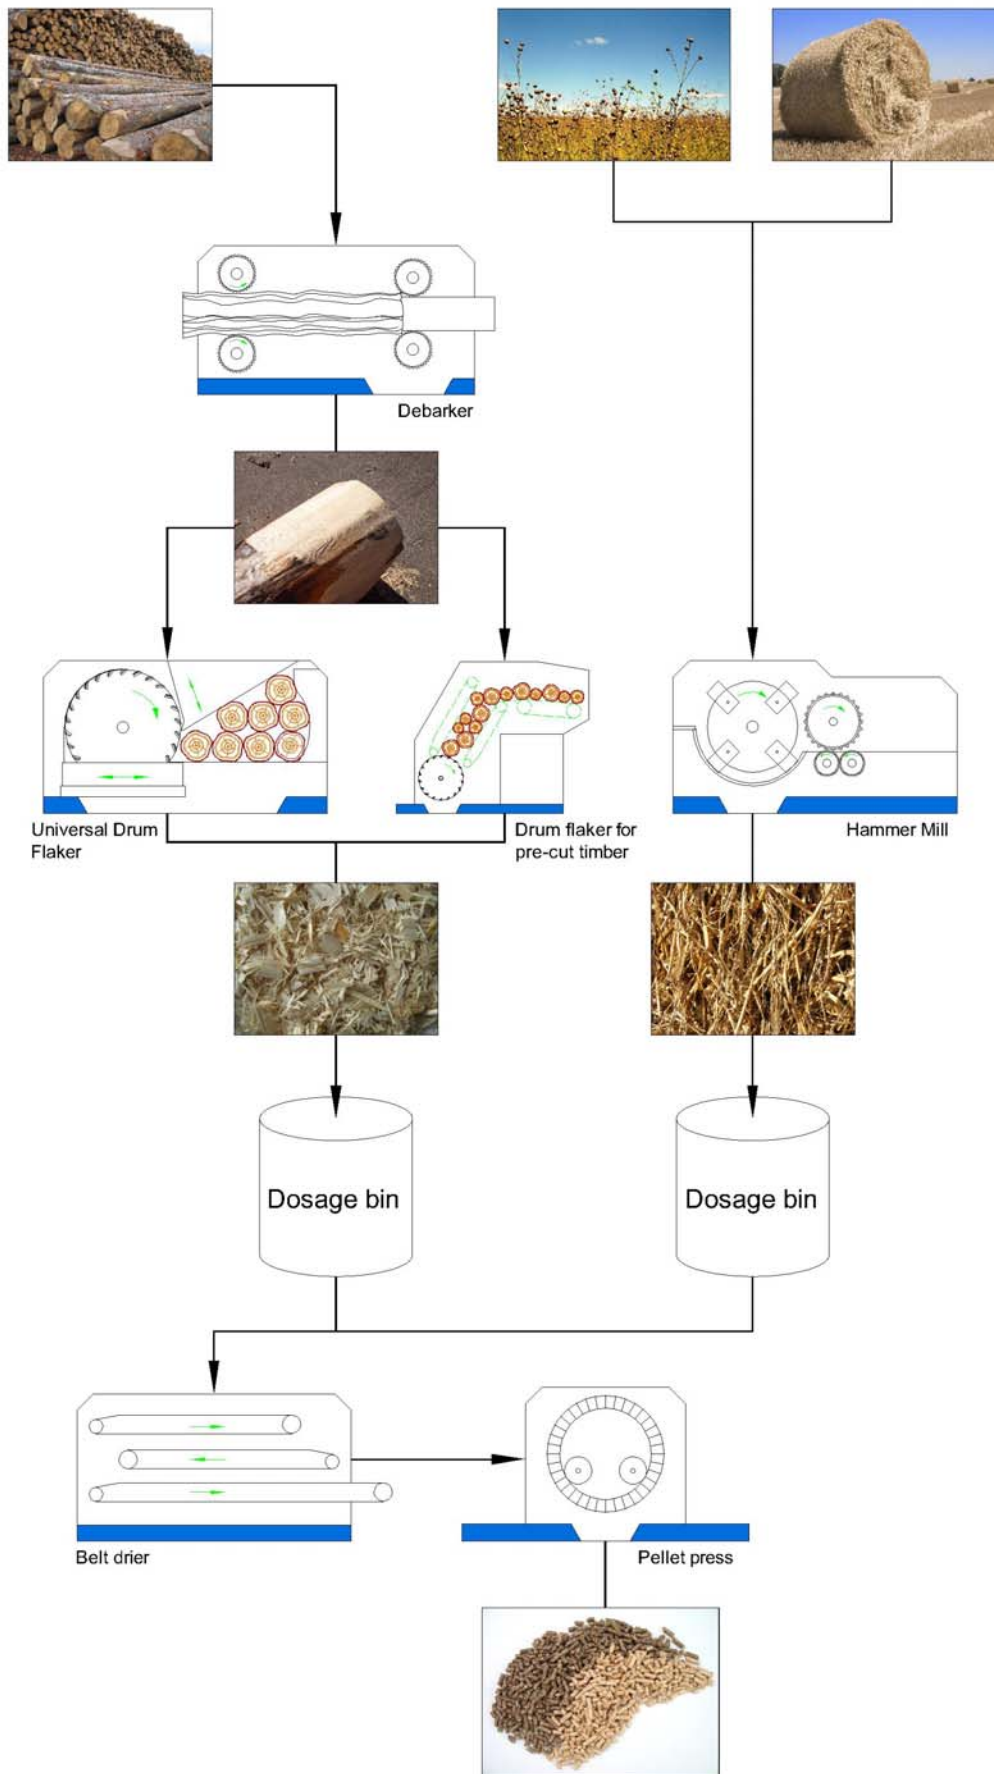 Debarker
Universal Drum
Flaker
Drum flaker for
pre-cut timber
Hammer Mill
Dosage bin
Dosage bin
Belt drier
Pellet press